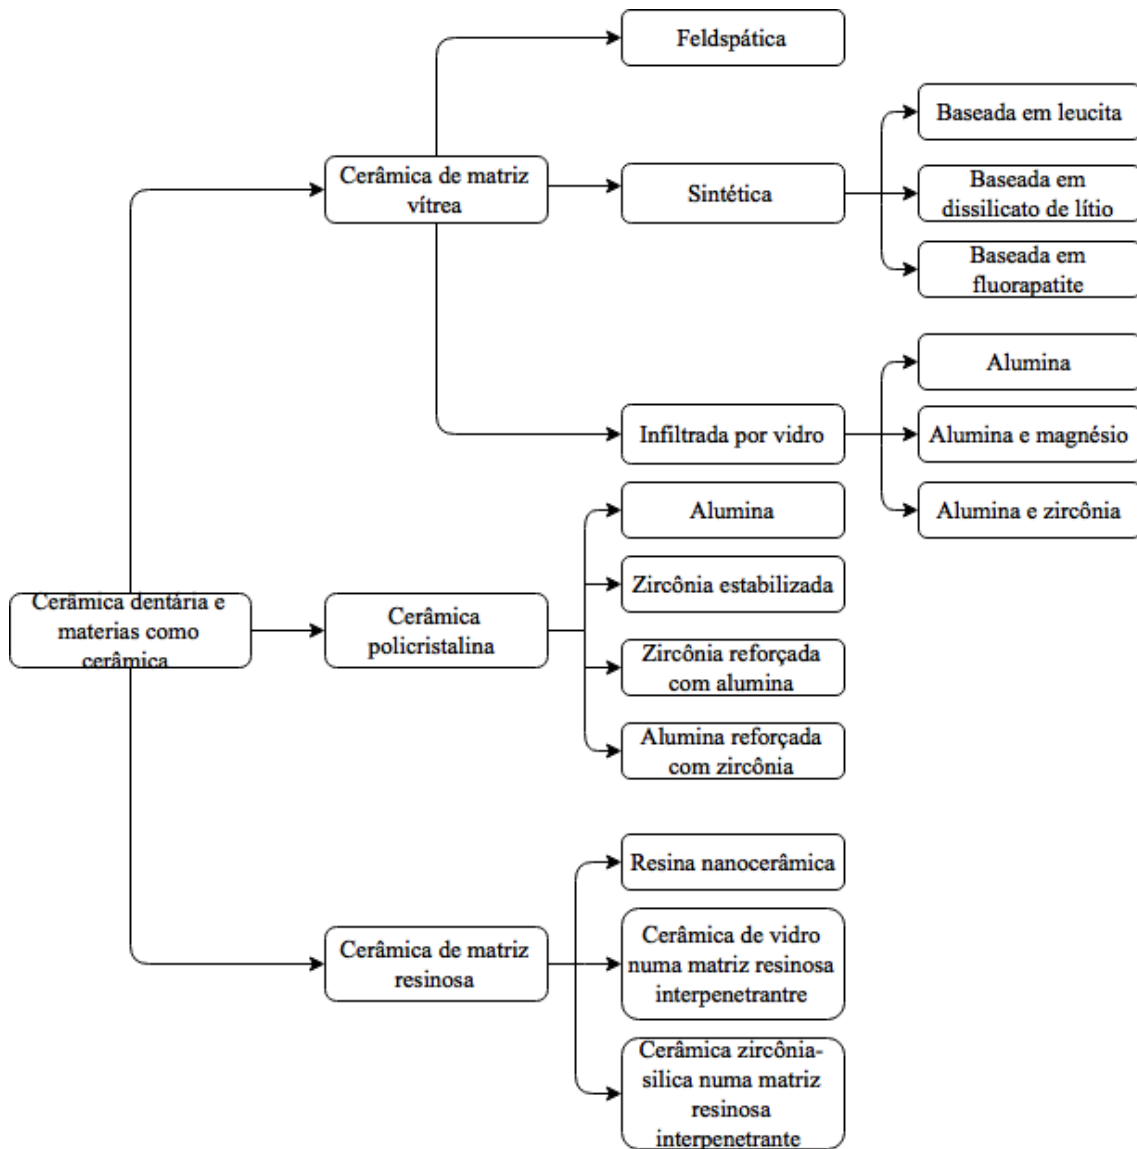 Feldspática
Baseada em leucita
Cerâmica de matriz
vítrea
Sintética
Baseada em
dissilicato de lítio
Baseada em
fluorapatite
Alumina
Infiltrada por vidro
Alumina e magnésio
Alumina e zircônia
Alumina
Zircônia estabilizada
Cerâmica dentária e
materias como
cerâmica
Cerâmica
policristalina
Zircônia reforçada
com alumina
Alumina reforçada
com zircônia
Resina nanocerâmica
Cerâmica de matriz
resinosa
Cerâmica de vidro
numa matriz resinosa
interpenetrantre
Cerâmica zircônia-
silica numa matriz
resinosa
interpenetrante